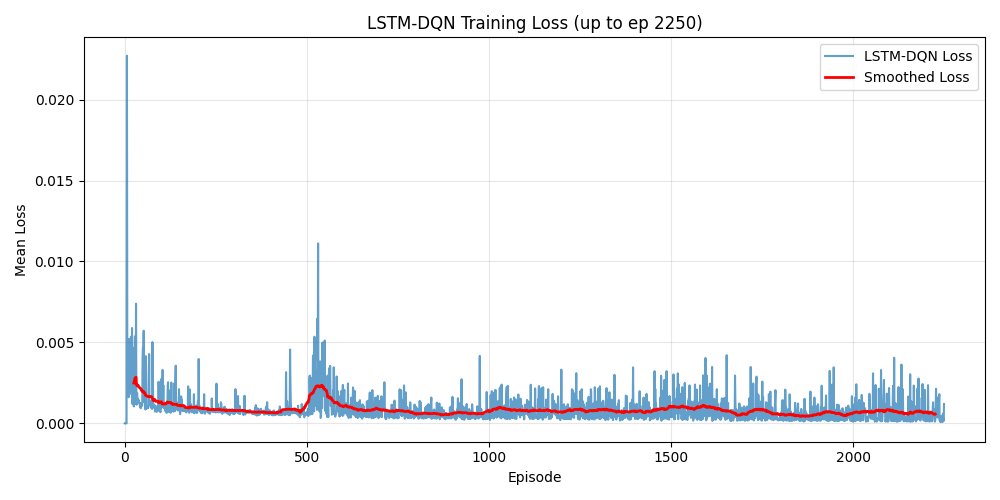 LSTM-DQN Training Loss (up to ep 2250)
LSTM-DQN Loss
Smoothed Loss
Mean Loss
0.020
0.015
0.010
0.005
0.000
0
500
1000
1500
2000
Episode